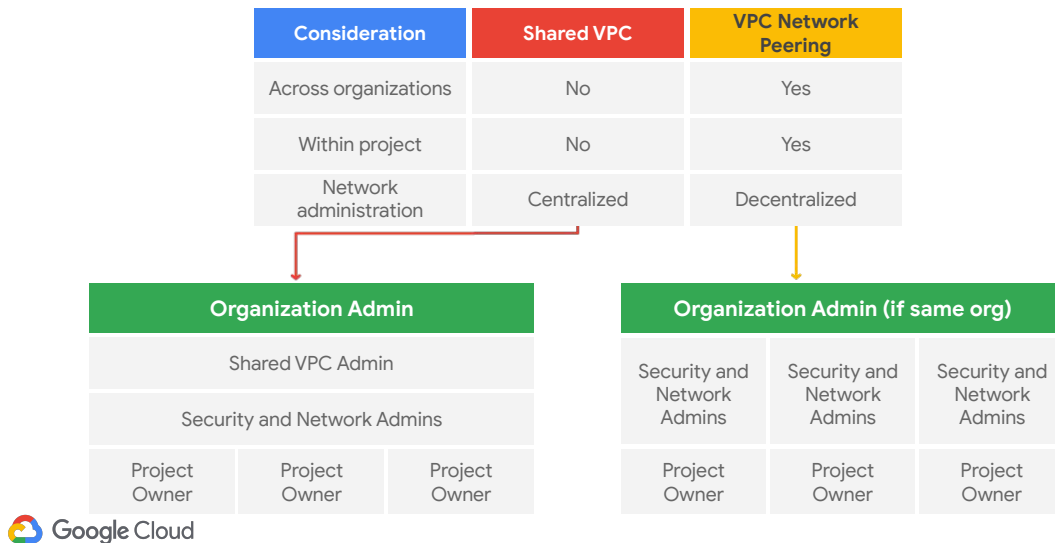 Consideration
Shared VPC
VPC Network
Peering
Across organizations
No
Yes
Within project
No
Yes
Network
administration
Centralized
Decentralized
Organization Admin
Shared VPC Admin
Security and Network Admins
Project
Owner
Project
Owner
Project
Owner
Organization Admin (if same org)
Security and
Network
Admins
Security and
Network
Admins
Security and
Network
Admins
Project
Owner
Project
Owner
Project
Owner
Google Cloud